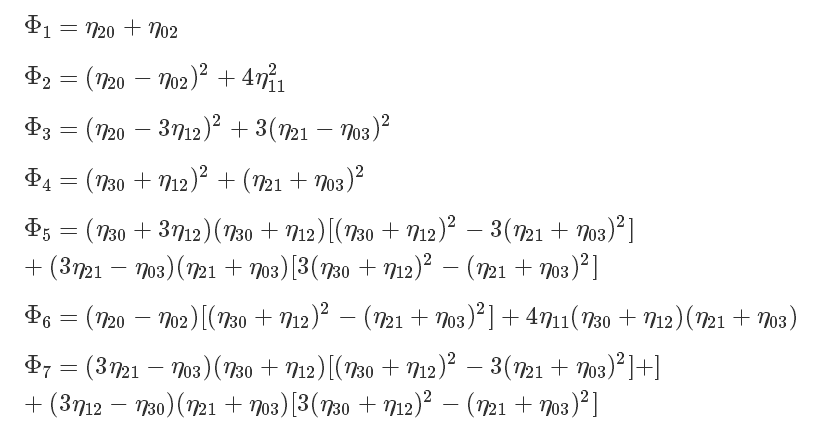 Φ₁ = η₂₀ + η₀₂
Φ₂ = (η₂₀ − η₀₂)² + 4η₁₁²
Φ₃ = (η₂₀ − 3η₁₂)² + 3(η₂₁ − η₀₃)²
Φ₄ = (η₃₀ + η₁₂)² + (η₂₁ + η₀₃)²
Φ₅ = (η₃₀ + 3η₁₂)(η₃₀ + η₁₂)[(η₃₀ + η₁₂)² − 3(η₂₁ + η₀₃)²]
+ (3η₂₁ − η₀₃)(η₂₁ + η₀₃)[3(η₃₀ + η₁₂)² − (η₂₁ + η₀₃)²]
Φ₆ = (η₂₀ − η₀₂)[(η₃₀ + η₁₂)² − (η₂₁ + η₀₃)²] + 4η₁₁(η₃₀ + η₁₂)(η₂₁ + η₀₃)
Φ₇ = (3η₂₁ − η₀₃)(η₃₀ + η₁₂)[(η₃₀ + η₁₂)² − 3(η₂₁ + η₀₃)²]+]
+ (3η₁₂ − η₃₀)(η₂₁ + η₀₃)[3(η₃₀ + η₁₂)² − (η₂₁ + η₀₃)²]